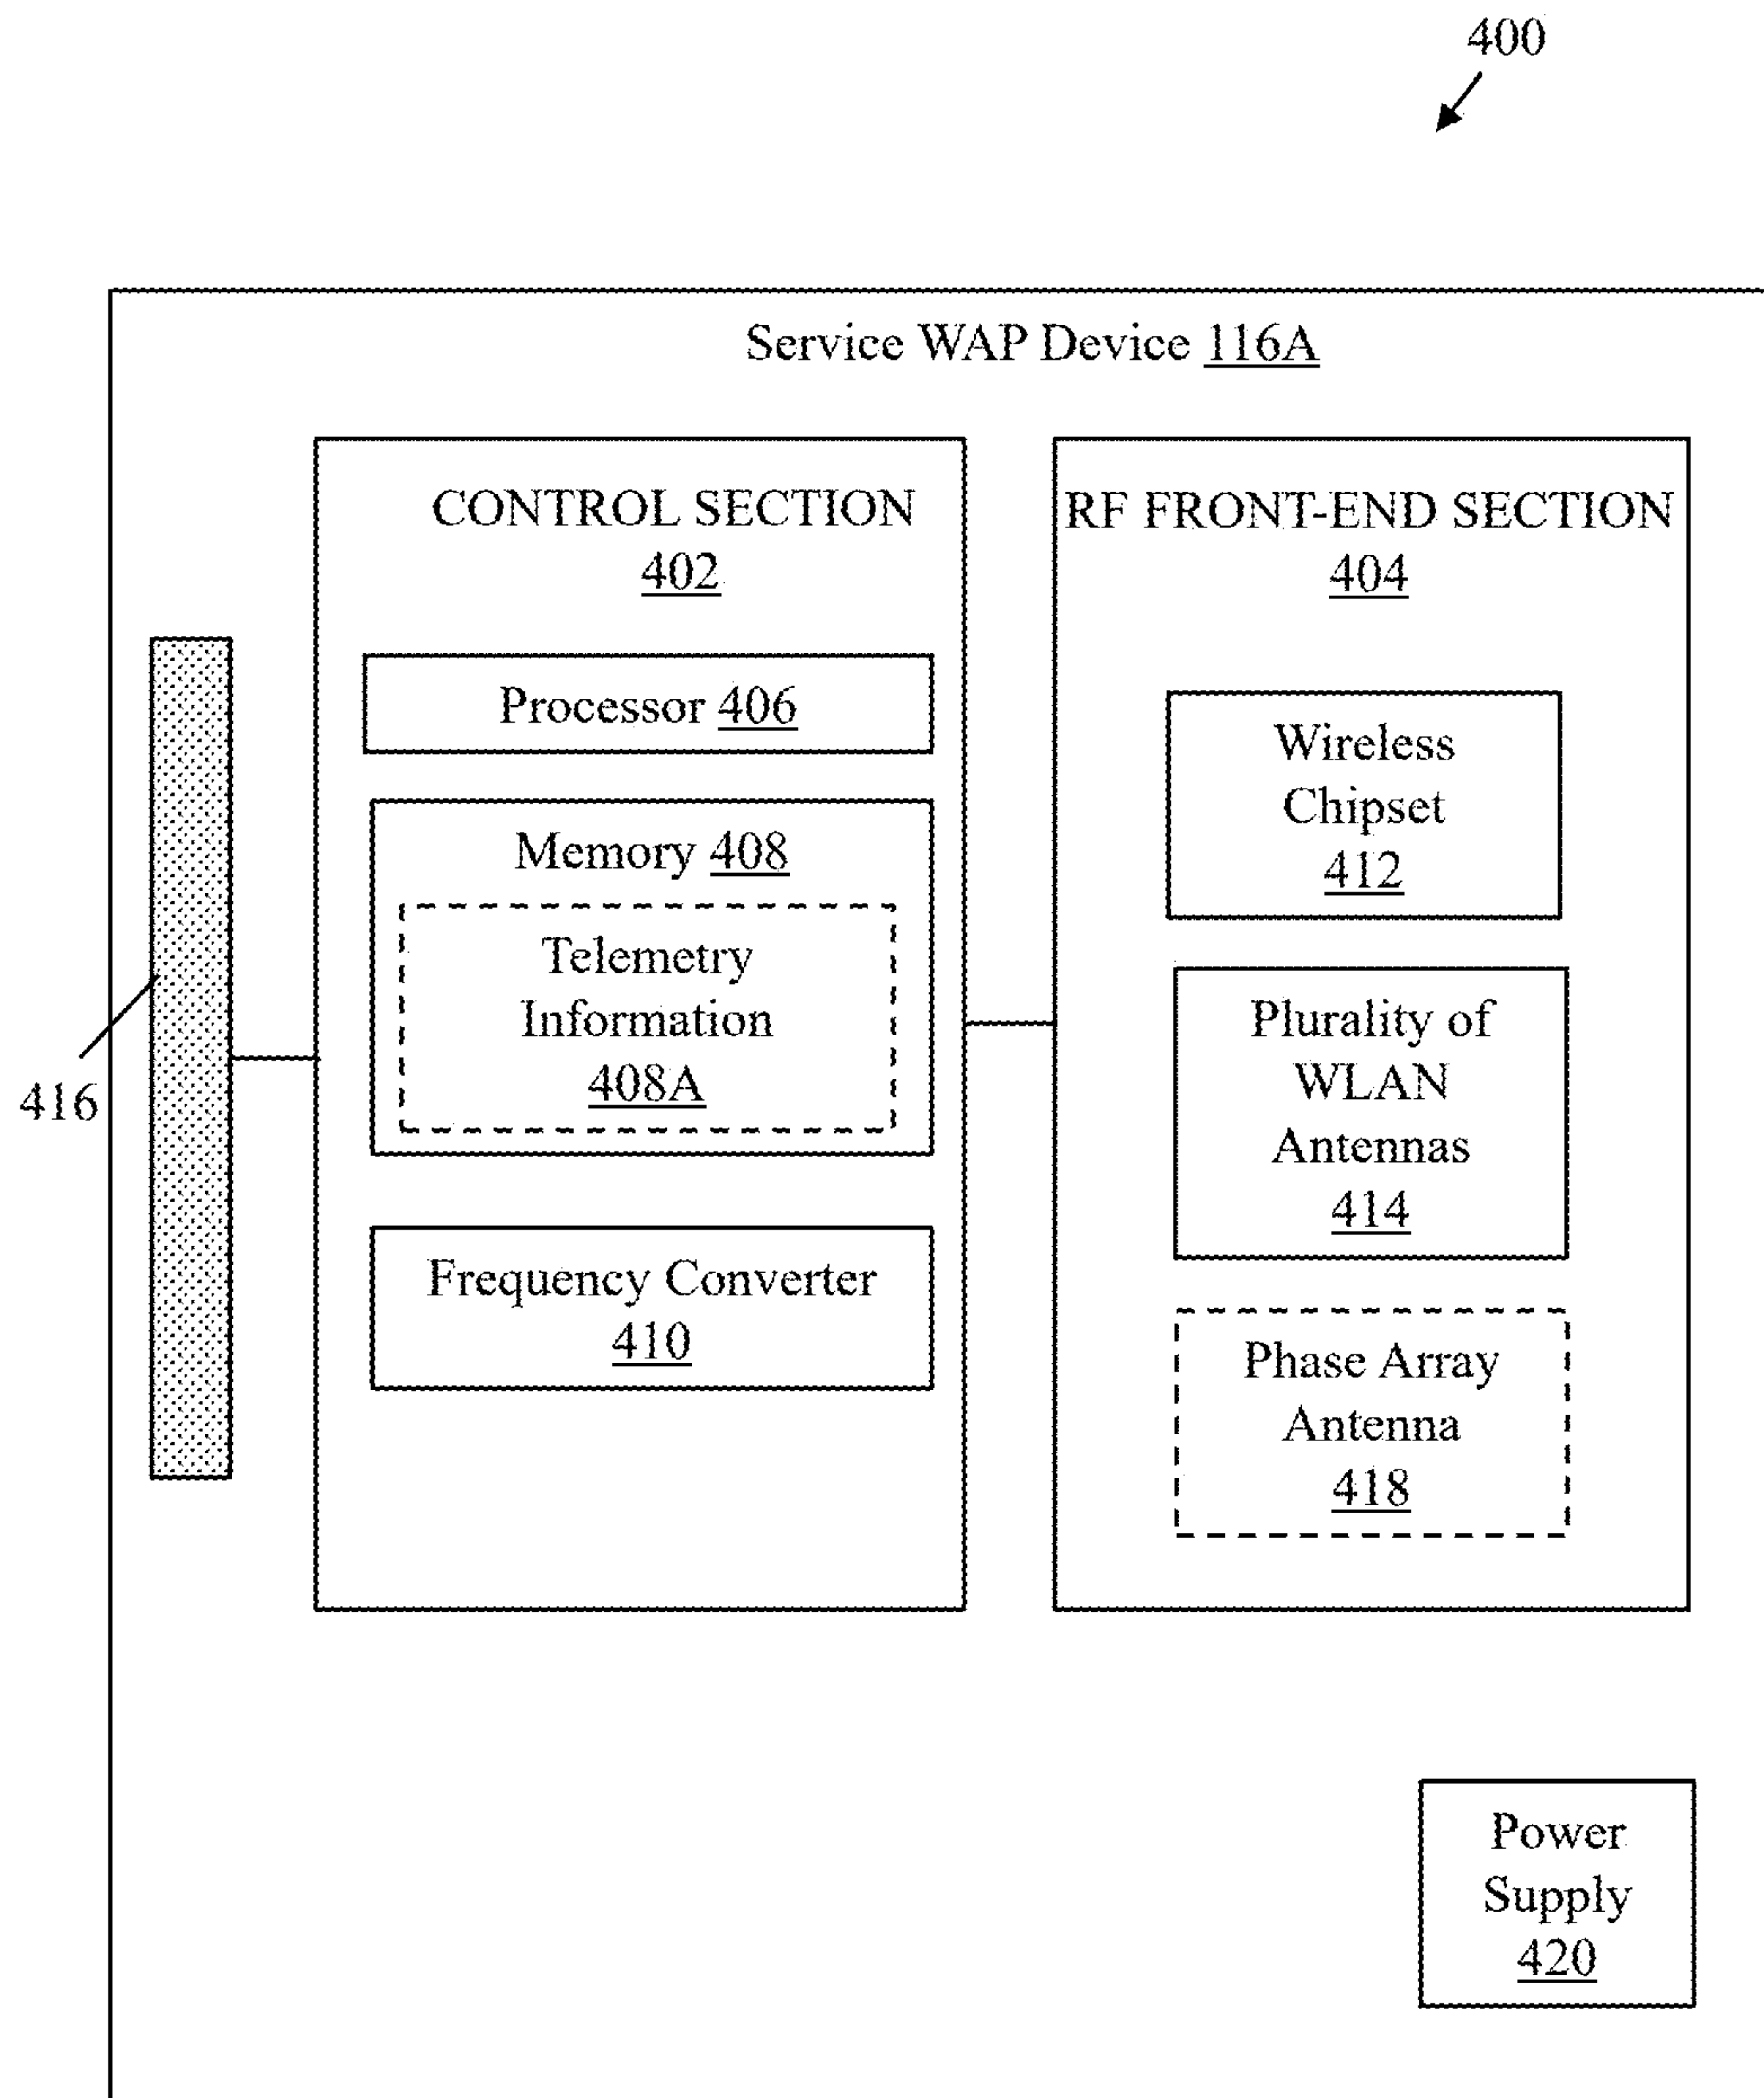 400
Service WAP Device 116A
CONTROL SECTION
402
Processor 406
Memory 408
Telemetry
Information
408A
Frequency Converter
410
RF FRONT-END SECTION
404
Wireless
Chipset
412
Plurality of
WLAN
Antennas
414
Phase Array
Antenna
418
416
Power
Supply
420